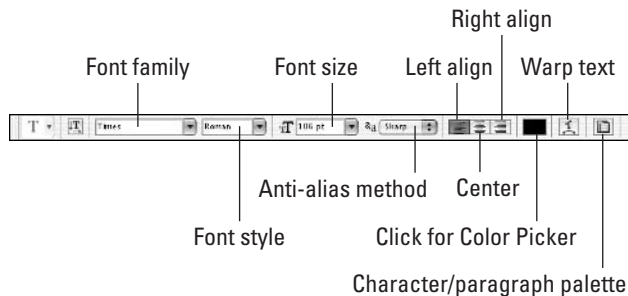 Right align
Font family Font size Left align Warp text
T Times Roman T 106 pt aa Sharp T
Anti-alias method Center
Font style Click for Color Picker
Character/paragraph palette